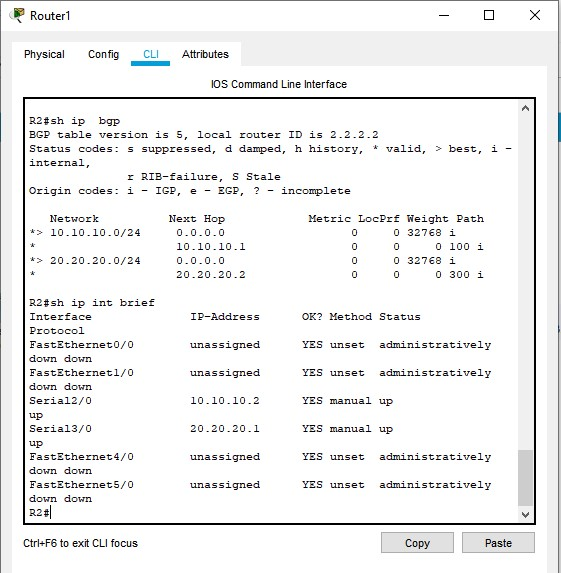 Router1
Physical Config CLI Attributes
IOS Command Line Interface
R2#sh ip  bgp
BGP table version is 5, local router ID is 2.2.2.2
Status codes: s suppressed, d damped, h history, * valid, > best, i -
internal,
              r RIB-failure, S Stale
Origin codes: i - IGP, e - EGP, ? - incomplete
   Network          Next Hop            Metric LocPrf Weight Path
*> 10.10.10.0/24    0.0.0.0                  0      0 32768 i
*                   10.10.10.1               0      0     0 100 i
*> 20.20.20.0/24    0.0.0.0                  0      0 32768 i
*                   20.20.20.2               0      0     0 300 i
R2#sh ip int brief
Interface              IP-Address      OK? Method Status
Protocol
FastEthernet0/0        unassigned      YES unset  administratively
down down
FastEthernet1/0        unassigned      YES unset  administratively
down down
Serial2/0              10.10.10.2      YES manual up
up
Serial3/0              20.20.20.1      YES manual up
up
FastEthernet4/0        unassigned      YES unset  administratively
down down
FastEthernet5/0        unassigned      YES unset  administratively
down down
R2#
Ctrl+F6 to exit CLI focus
Copy Paste